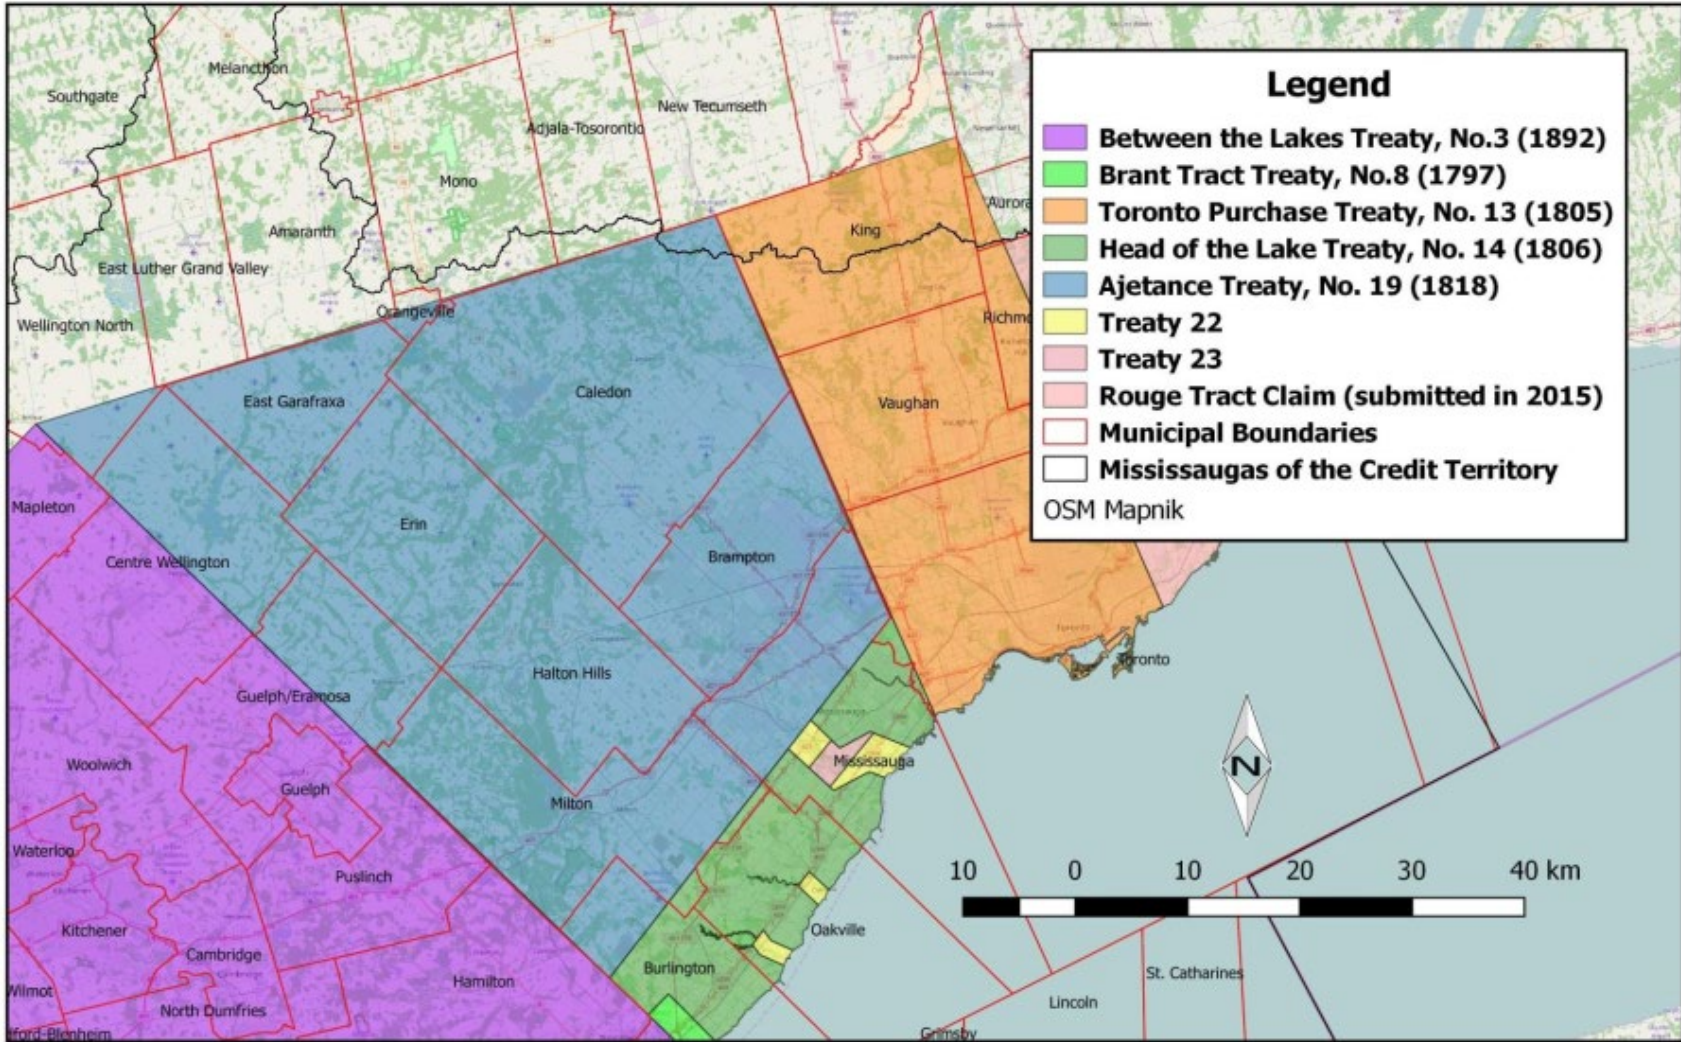 Legend
Between the Lakes Treaty, No.3 (1892)
Brant Tract Treaty, No.8 (1797)
Toronto Purchase Treaty, No. 13 (1805)
Head of the Lake Treaty, No. 14 (1806)
Ajetance Treaty, No. 19 (1818)
Treaty 22
Treaty 23
Rouge Tract Claim (submitted in 2015)
Municipal Boundaries
Mississaugas of the Credit Territory
OSM Mapnik
Melancthon
Southgate
New Tecumseth
Adjala-Tosorontio
Mono
Aurora
King
Amaranth
East Luther Grand Valley
Orangeville
Wellington North
Richmo
Caledon
East Garafraxa
Vaughan
Mapleton
Erin
Brampton
Centre Wellington
Toronto
Halton Hills
Guelph/Eramosa
Mississauga
Woolwich
Guelph
Milton
Waterloo
Puslinch
Kitchener
Oakville
Cambridge
Burlington
St. Catharines
Hamilton
Wilmot
Lincoln
North Dumfries
Grimsby
ford-Blenheim
N
10 0 10 20 30 40 km